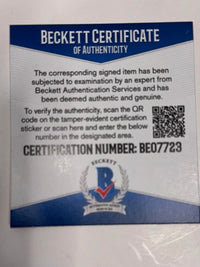 BECKETT CERTIFICATE
OF AUTHENTICITY
The corresponding signed item has been
subjected to examination by an expert from
Beckett Authentication Services and has
been deemed authentic and genuine.
To verify the authenticity, scan the QR
code on the tamper-evident certification
sticker or scan here and enter the below
number in the designated area.
CERTIFICATION NUMBER: BE07723
BECKETT
B